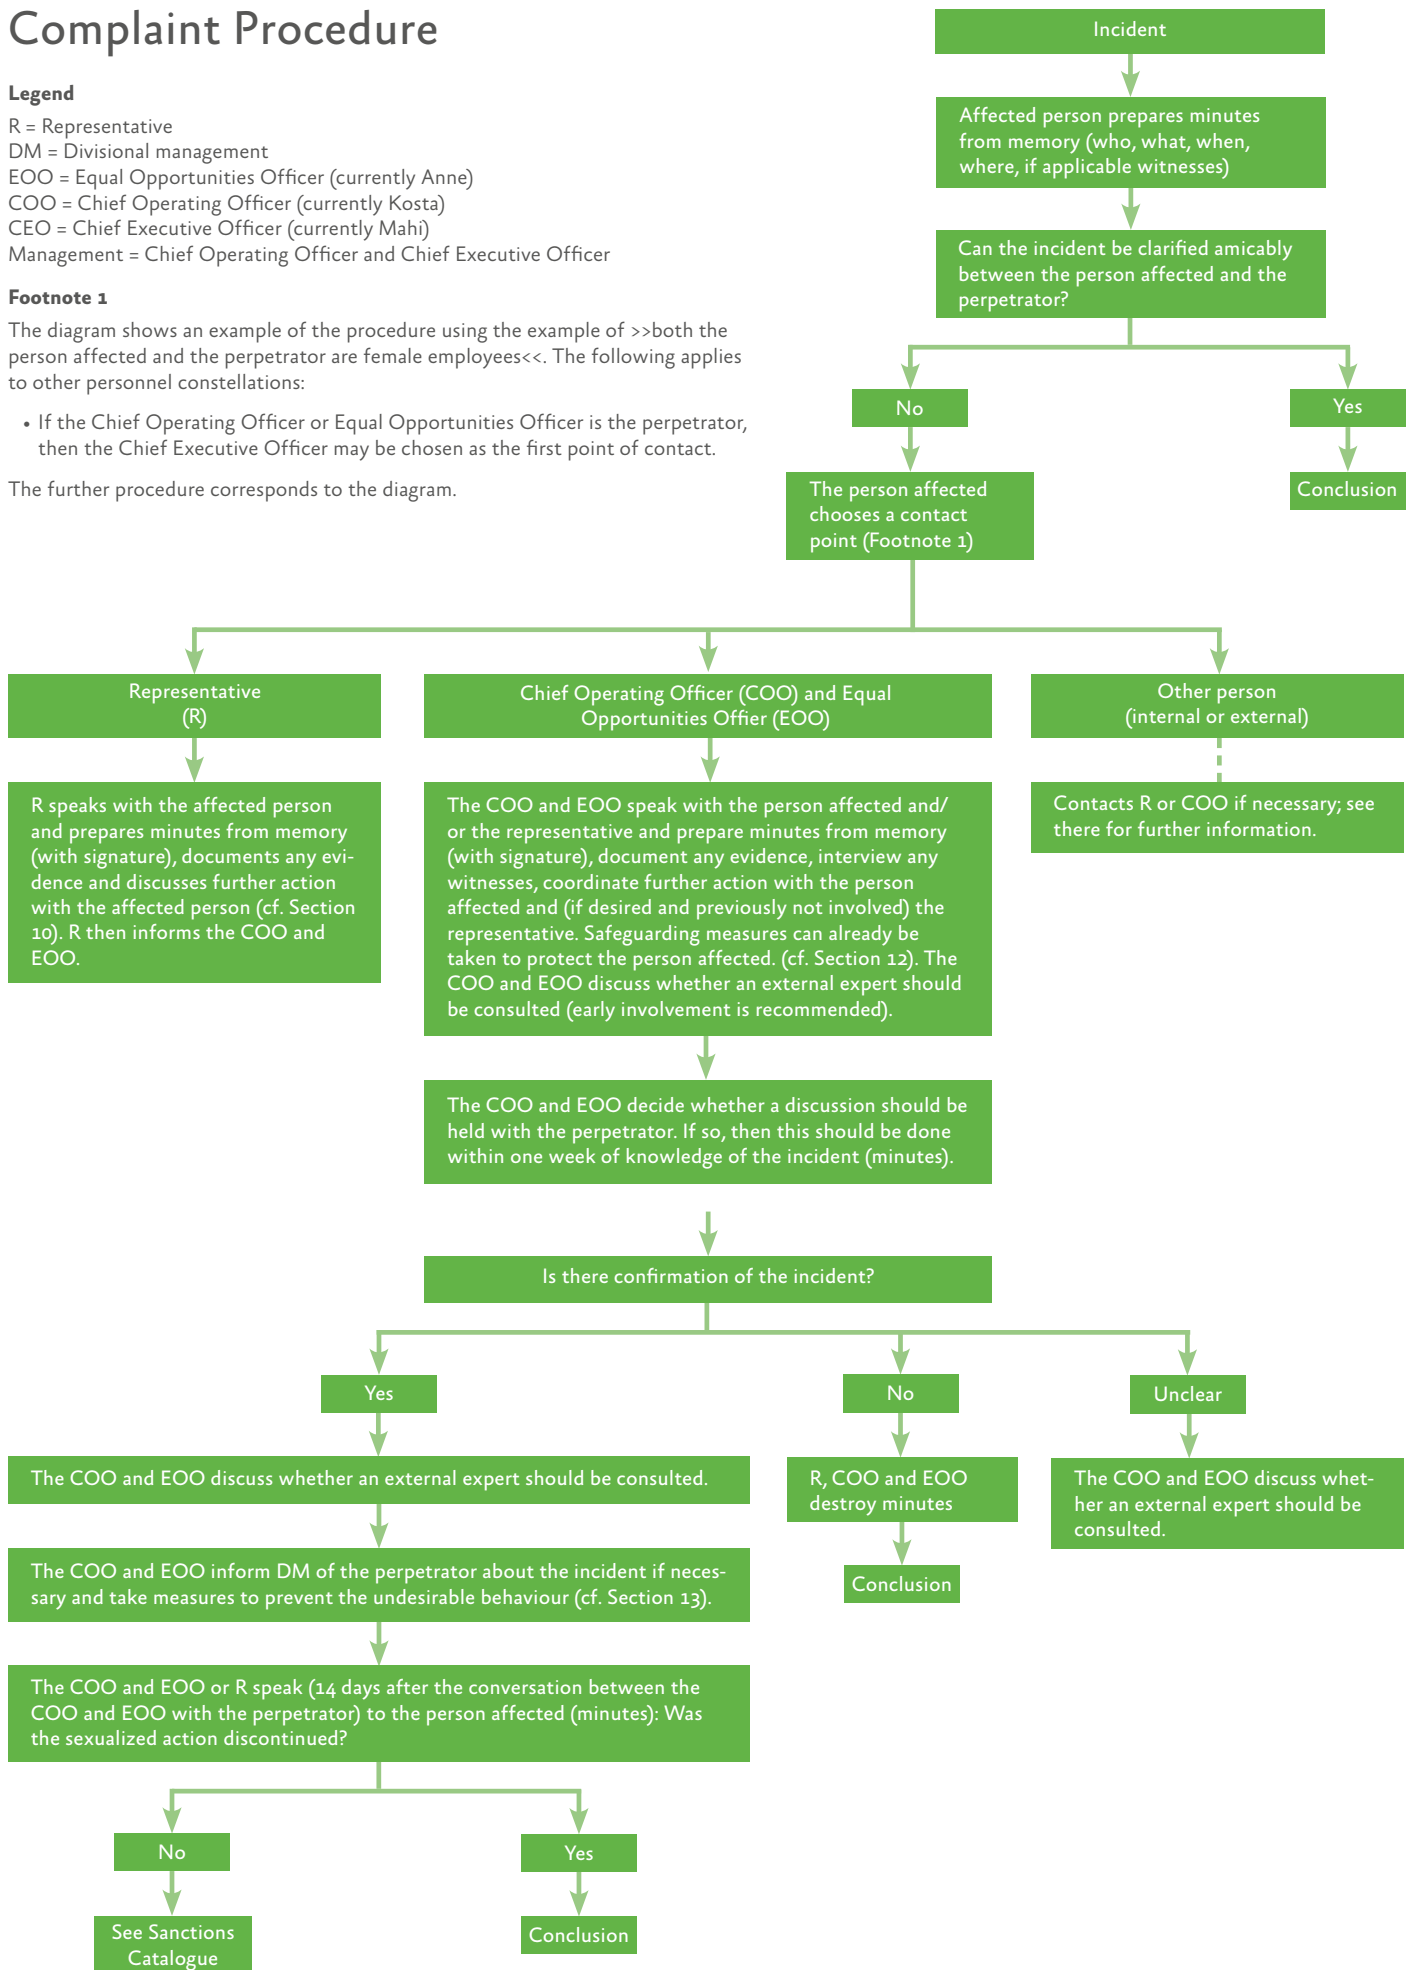 Complaint Procedure
Legend
R = Representative
DM = Divisional management
EOO = Equal Opportunities Officer (currently Anne)
COO = Chief Operating Officer (currently Kosta)
CEO = Chief Executive Officer (currently Mahi)
Management = Chief Operating Officer and Chief Executive Officer
Footnote 1
The diagram shows an example of the procedure using the example of >>both the
person affected and the perpetrator are female employees<<. The following applies
to other personnel constellations:
• If the Chief Operating Officer or Equal Opportunities Officer is the perpetrator,
then the Chief Executive Officer may be chosen as the first point of contact.
The further procedure corresponds to the diagram.
Incident
Affected person prepares minutes
from memory (who, what, when,
where, if applicable witnesses)
Can the incident be clarified amicably
between the person affected and the
perpetrator?
No
Yes
The person affected
chooses a contact
point (Footnote 1)
Conclusion
Representative
(R)
Chief Operating Officer (COO) and Equal
Opportunities Offier (EOO)
Other person
(internal or external)
R speaks with the affected person
and prepares minutes from memory
(with signature), documents any evi-
dence and discusses further action
with the affected person (cf. Section
10). R then informs the COO and
EOO.
The COO and EOO speak with the person affected and/
or the representative and prepare minutes from memory
(with signature), document any evidence, interview any
witnesses, coordinate further action with the person
affected and (if desired and previously not involved) the
representative. Safeguarding measures can already be
taken to protect the person affected. (cf. Section 12). The
COO and EOO discuss whether an external expert should
be consulted (early involvement is recommended).
Contacts R or COO if necessary; see
there for further information.
The COO and EOO decide whether a discussion should be
held with the perpetrator. If so, then this should be done
within one week of knowledge of the incident (minutes).
Is there confirmation of the incident?
Yes
No
Unclear
The COO and EOO discuss whether an external expert should be consulted.
R, COO and EOO
destroy minutes
The COO and EOO discuss whet-
her an external expert should be
consulted.
The COO and EOO inform DM of the perpetrator about the incident if neces-
sary and take measures to prevent the undesirable behaviour (cf. Section 13).
Conclusion
The COO and EOO or R speak (14 days after the conversation between the
COO and EOO with the perpetrator) to the person affected (minutes): Was
the sexualized action discontinued?
No
Yes
See Sanctions
Catalogue
Conclusion